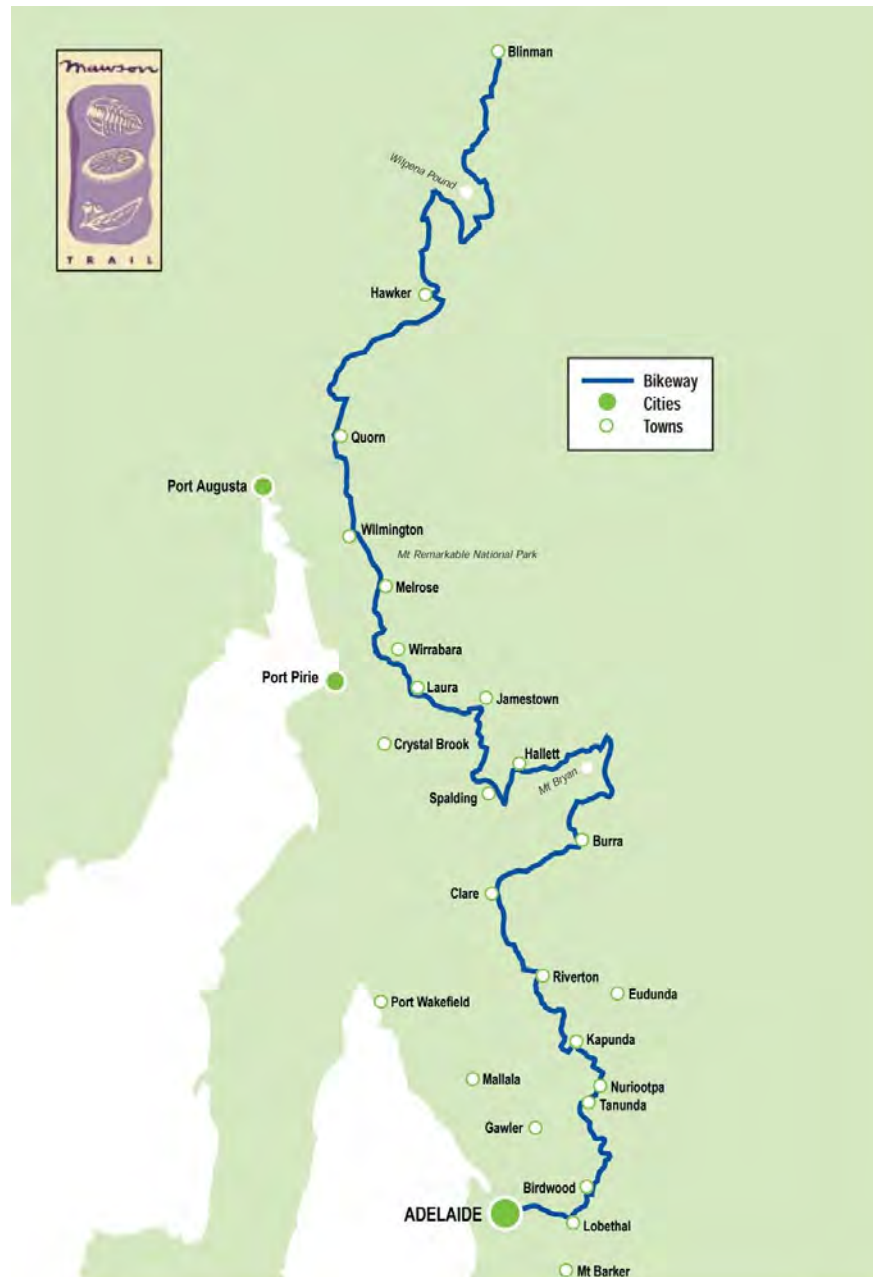 mawson
TRAIL
Blinman
Wilpena Pound
Hawker
Bikeway
Cities
Towns
Quorn
Port Augusta
Wilmington
Mt Remarkable National Park
Melrose
Wirrabara
Port Pirie
Laura
Jamestown
Crystal Brook
Hallett
Mt Bryan
Spalding
Burra
Clare
Riverton
Eudunda
Port Wakefield
Kapunda
Mallala
Nuriootpa
Tanunda
Gawler
Birdwood
ADELAIDE
Lobethal
Mt Barker